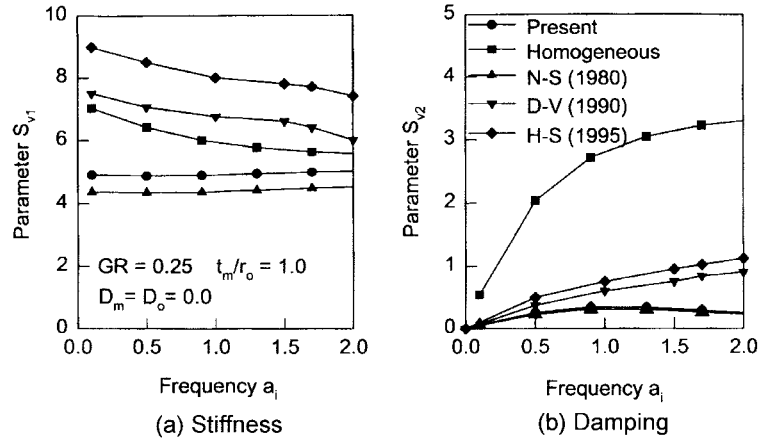 10
8
6
4
2
0
Parameter S_v1
GR = 0.25 t_m/r_o = 1.0
D_m = D_o = 0.0
0.0 0.5 1.0 1.5 2.0
Frequency a_i
(a) Stiffness
5
4
3
2
1
0
Parameter S_v2
Present
Homogeneous
N-S (1980)
D-V (1990)
H-S (1995)
0.0 0.5 1.0 1.5 2.0
Frequency a_i
(b) Damping